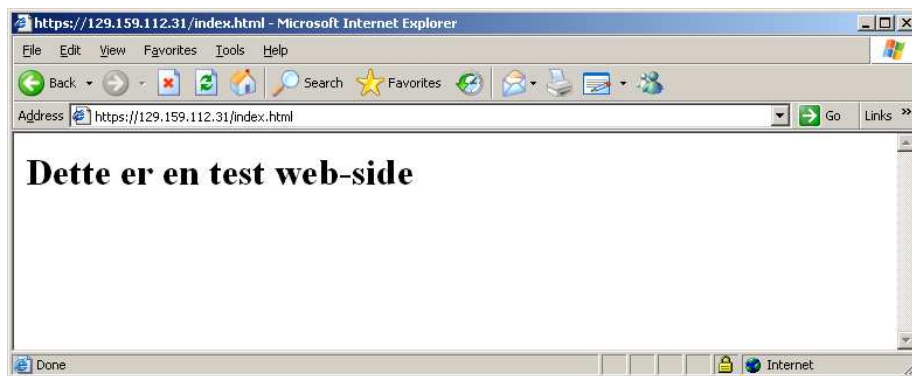 https://129.159.112.31/index.html - Microsoft Internet Explorer
File Edit View Favorites Tools Help
Back Search Favorites
Address https://129.159.112.31/index.html Go Links »
Dette er en test web-side
Done Internet